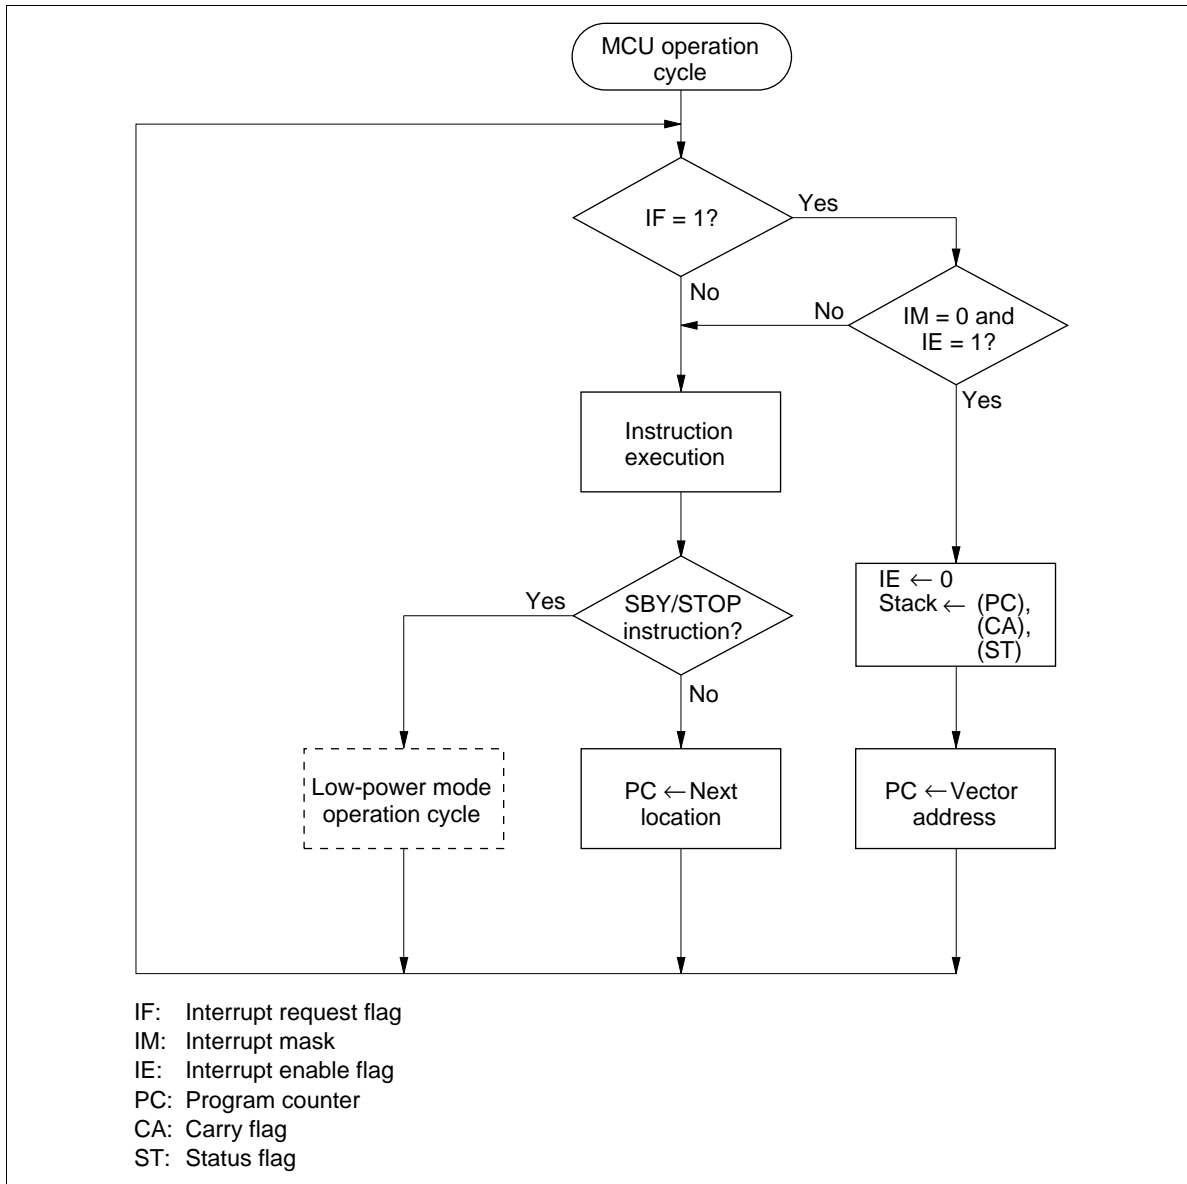 MCU operation
cycle
IF = 1?
Yes
No
No
IM = 0 and
IE = 1?
Yes
Instruction
execution
IE ← 0
Stack ← (PC),
(CA),
(ST)
Yes
SBY/STOP
instruction?
No
Low-power mode
operation cycle
PC ← Next
location
PC ← Vector
address
IF: Interrupt request flag
IM: Interrupt mask
IE: Interrupt enable flag
PC: Program counter
CA: Carry flag
ST: Status flag